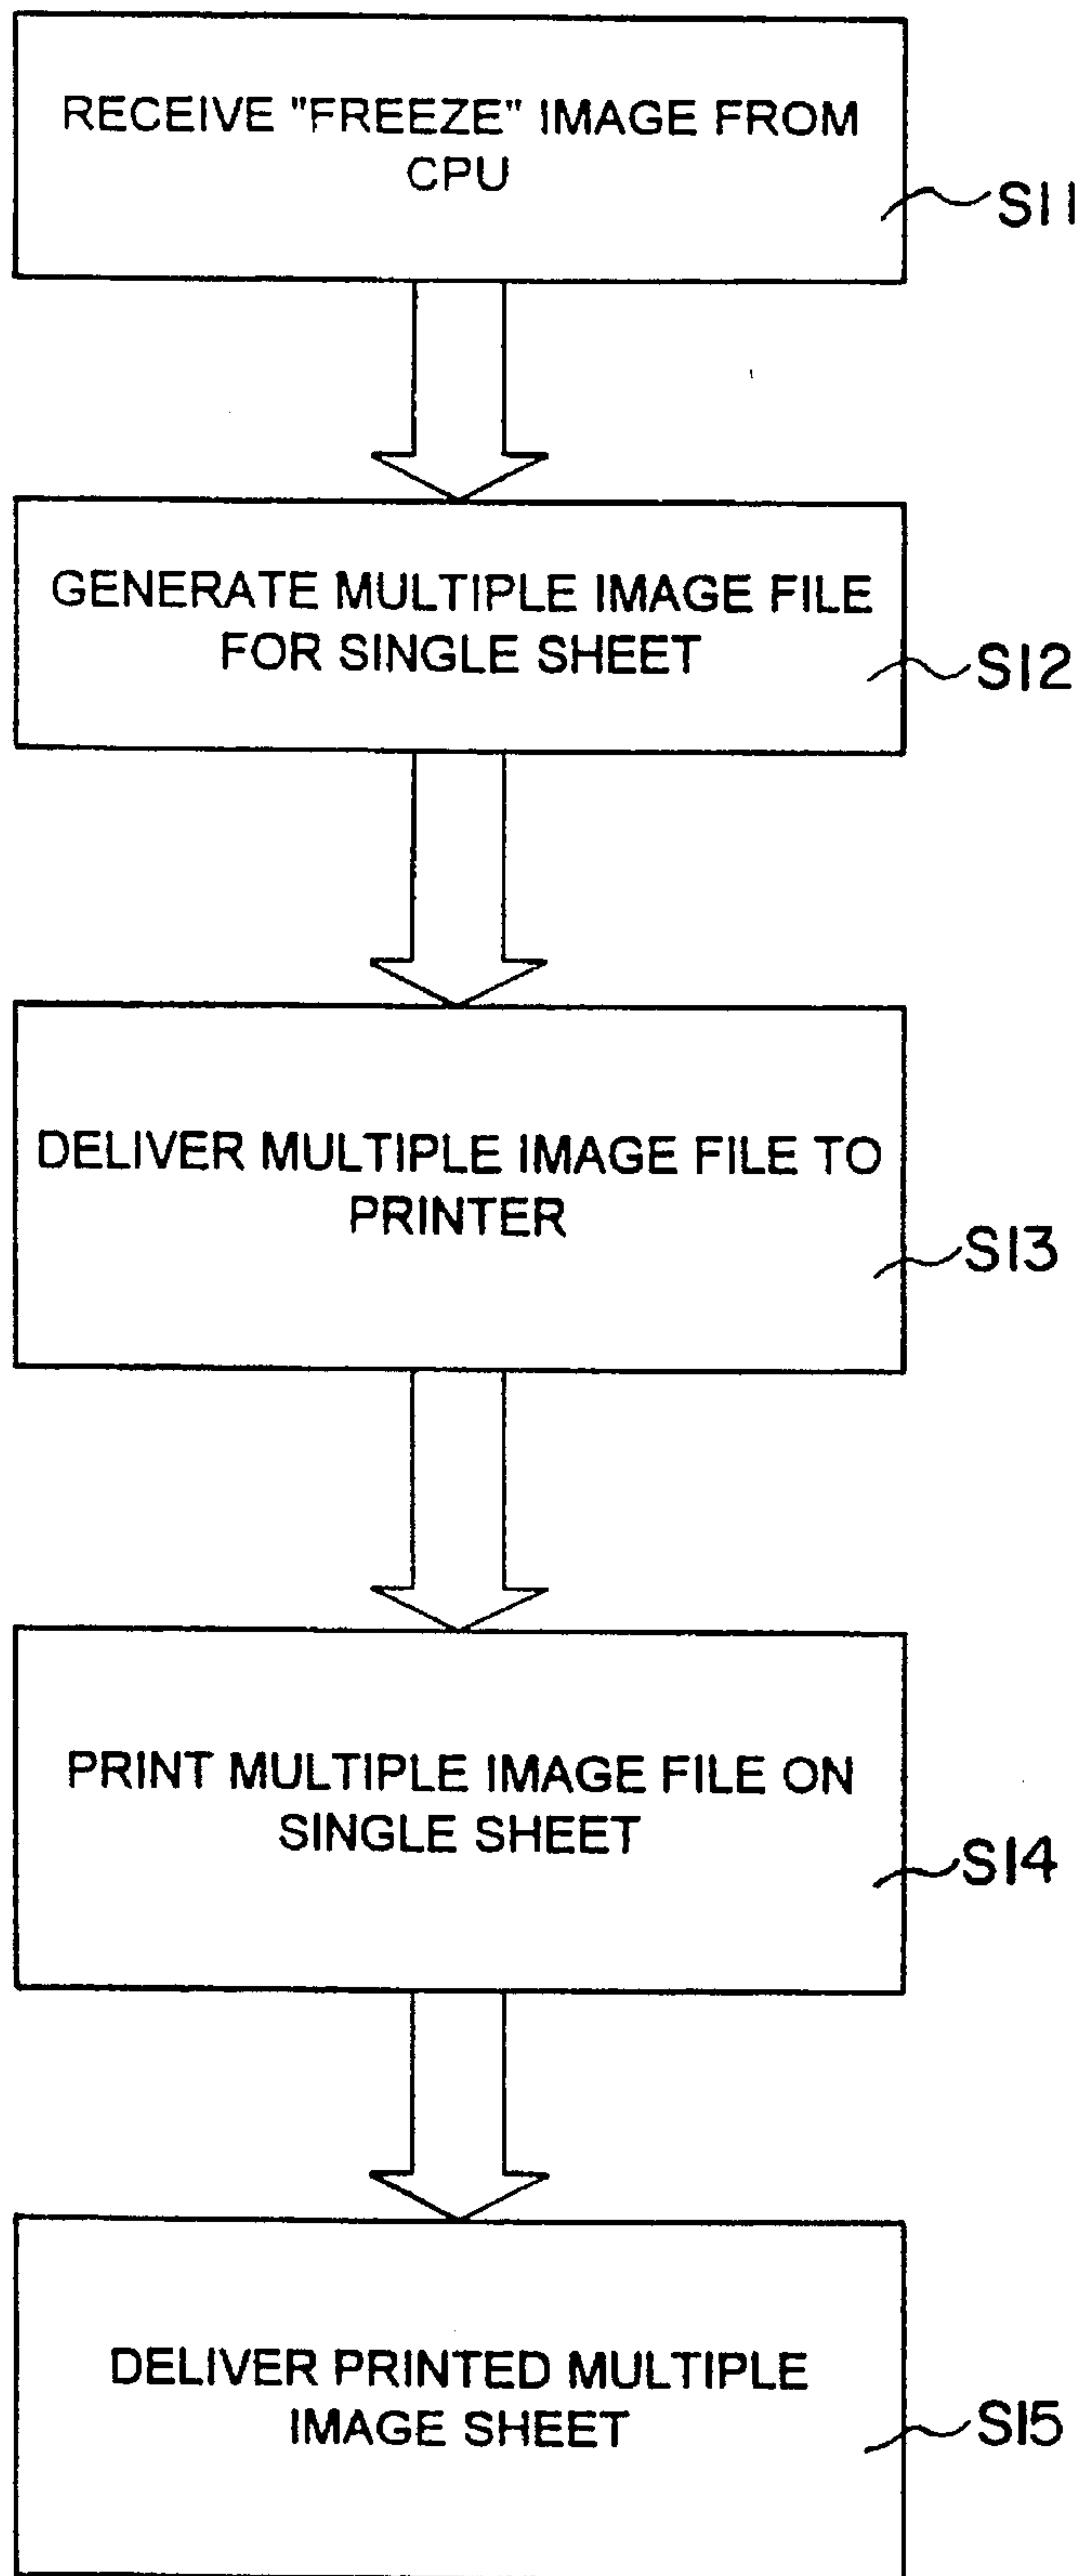 RECEIVE "FREEZE" IMAGE FROM
CPU
S11
GENERATE MULTIPLE IMAGE FILE
FOR SINGLE SHEET
S12
DELIVER MULTIPLE IMAGE FILE TO
PRINTER
S13
PRINT MULTIPLE IMAGE FILE ON
SINGLE SHEET
S14
DELIVER PRINTED MULTIPLE
IMAGE SHEET
S15